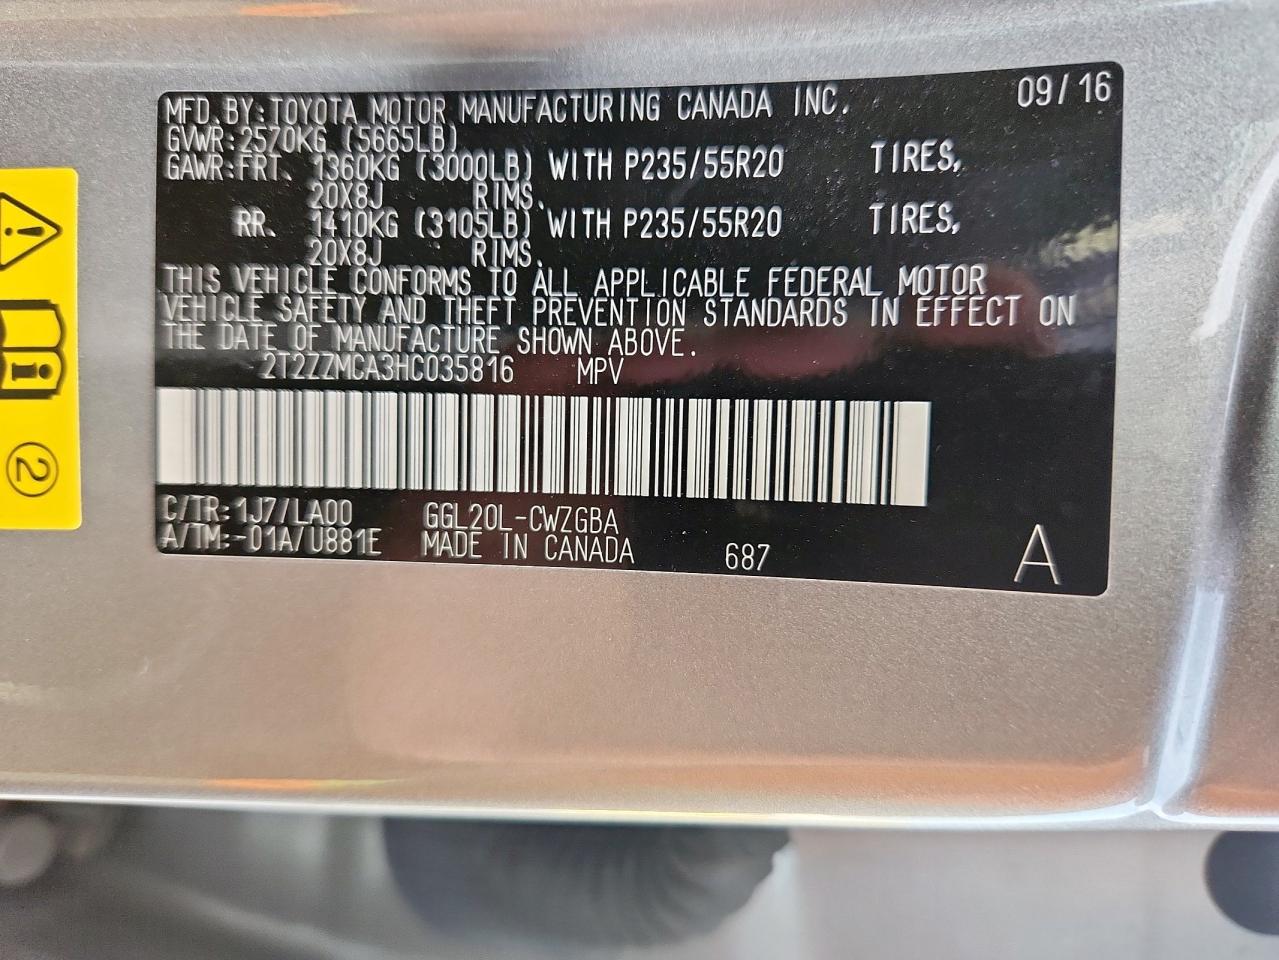 MFD.BY:TOYOTA MOTOR MANUFACTURING CANADA INC. 09/16
GVWR:2570KG (5665LB)
GAWR:FRT. 1360KG (3000LB) WITH P235/55R20 TIRES,
20X8J RIMS.
RR. 1410KG (3105LB) WITH P235/55R20 TIRES,
20X8J RIMS.
THIS VEHICLE CONFORMS TO ALL APPLICABLE FEDERAL MOTOR
VEHICLE SAFETY AND THEFT PREVENTION STANDARDS IN EFFECT ON
THE DATE OF MANUFACTURE SHOWN ABOVE.
2T2ZZMCA3HC035816 MPV
C/TR:1J7/LA00 GGL20L-CWZGBA
A/TM:-01A/U881E MADE IN CANADA 687 A
2